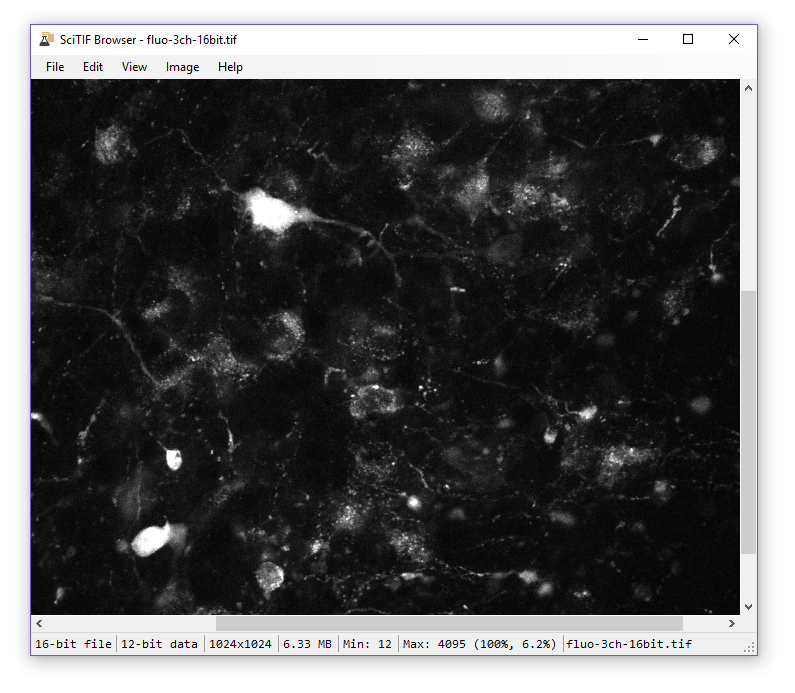 SciTIF Browser - fluo-3ch-16bit.tif
File Edit View Image Help
16-bit file 12-bit data 1024x1024 6.33 MB Min: 12 Max: 4095 (100%, 6.2%) fluo-3ch-16bit.tif